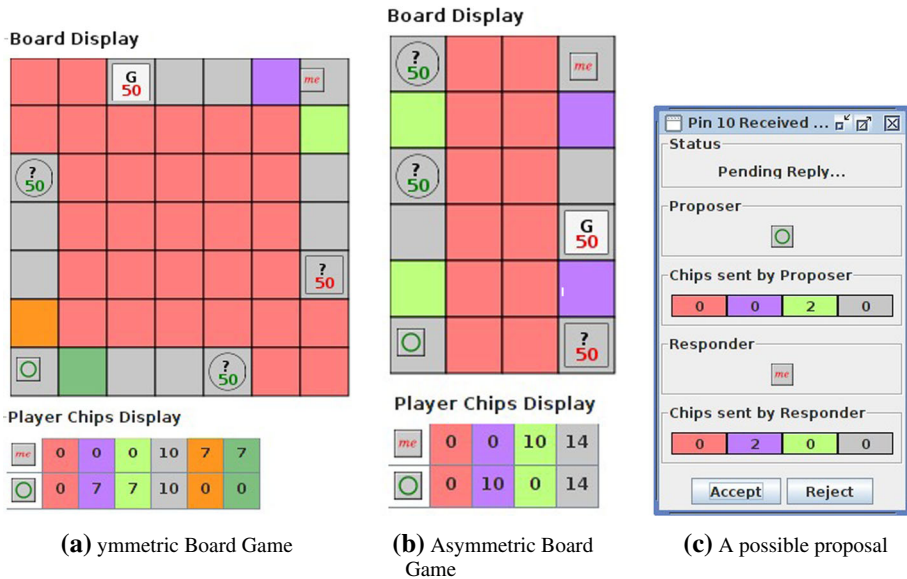 Board Display
G
50
me
?
50
?
50
?
50
Player Chips Display
me 0 0 0 10 7 7
0 7 7 10 0 0
(a) ymmetric Board Game
Board Display
?
50
me
?
50
G
50
?
50
Player Chips Display
me 0 0 10 14
0 10 0 14
(b) Asymmetric Board
Game
Pin 10 Received ...
Status
Pending Reply...
Proposer
Chips sent by Proposer
0 0 2 0
Responder
me
Chips sent by Responder
0 2 0 0
Accept Reject
(c) A possible proposal